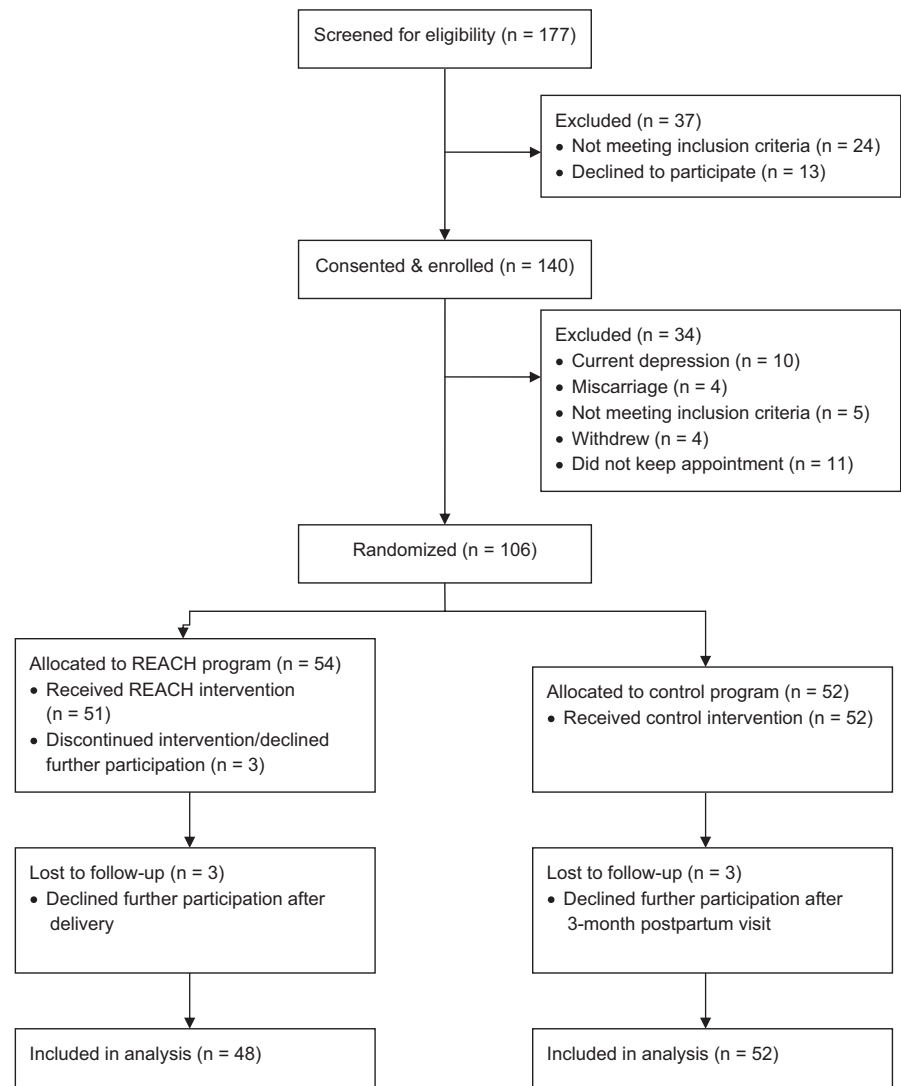 Screened for eligibility (n = 177)
Excluded (n = 37)
• Not meeting inclusion criteria (n = 24)
• Declined to participate (n = 13)
Consented & enrolled (n = 140)
Excluded (n = 34)
• Current depression (n = 10)
• Miscarriage (n = 4)
• Not meeting inclusion criteria (n = 5)
• Withdrew (n = 4)
• Did not keep appointment (n = 11)
Randomized (n = 106)
Allocated to REACH program (n = 54)
• Received REACH intervention
(n = 51)
• Discontinued intervention/declined
further participation (n = 3)
Allocated to control program (n = 52)
• Received control intervention (n = 52)
Lost to follow-up (n = 3)
• Declined further participation after
delivery
Lost to follow-up (n = 3)
• Declined further participation after
3-month postpartum visit
Included in analysis (n = 48)
Included in analysis (n = 52)